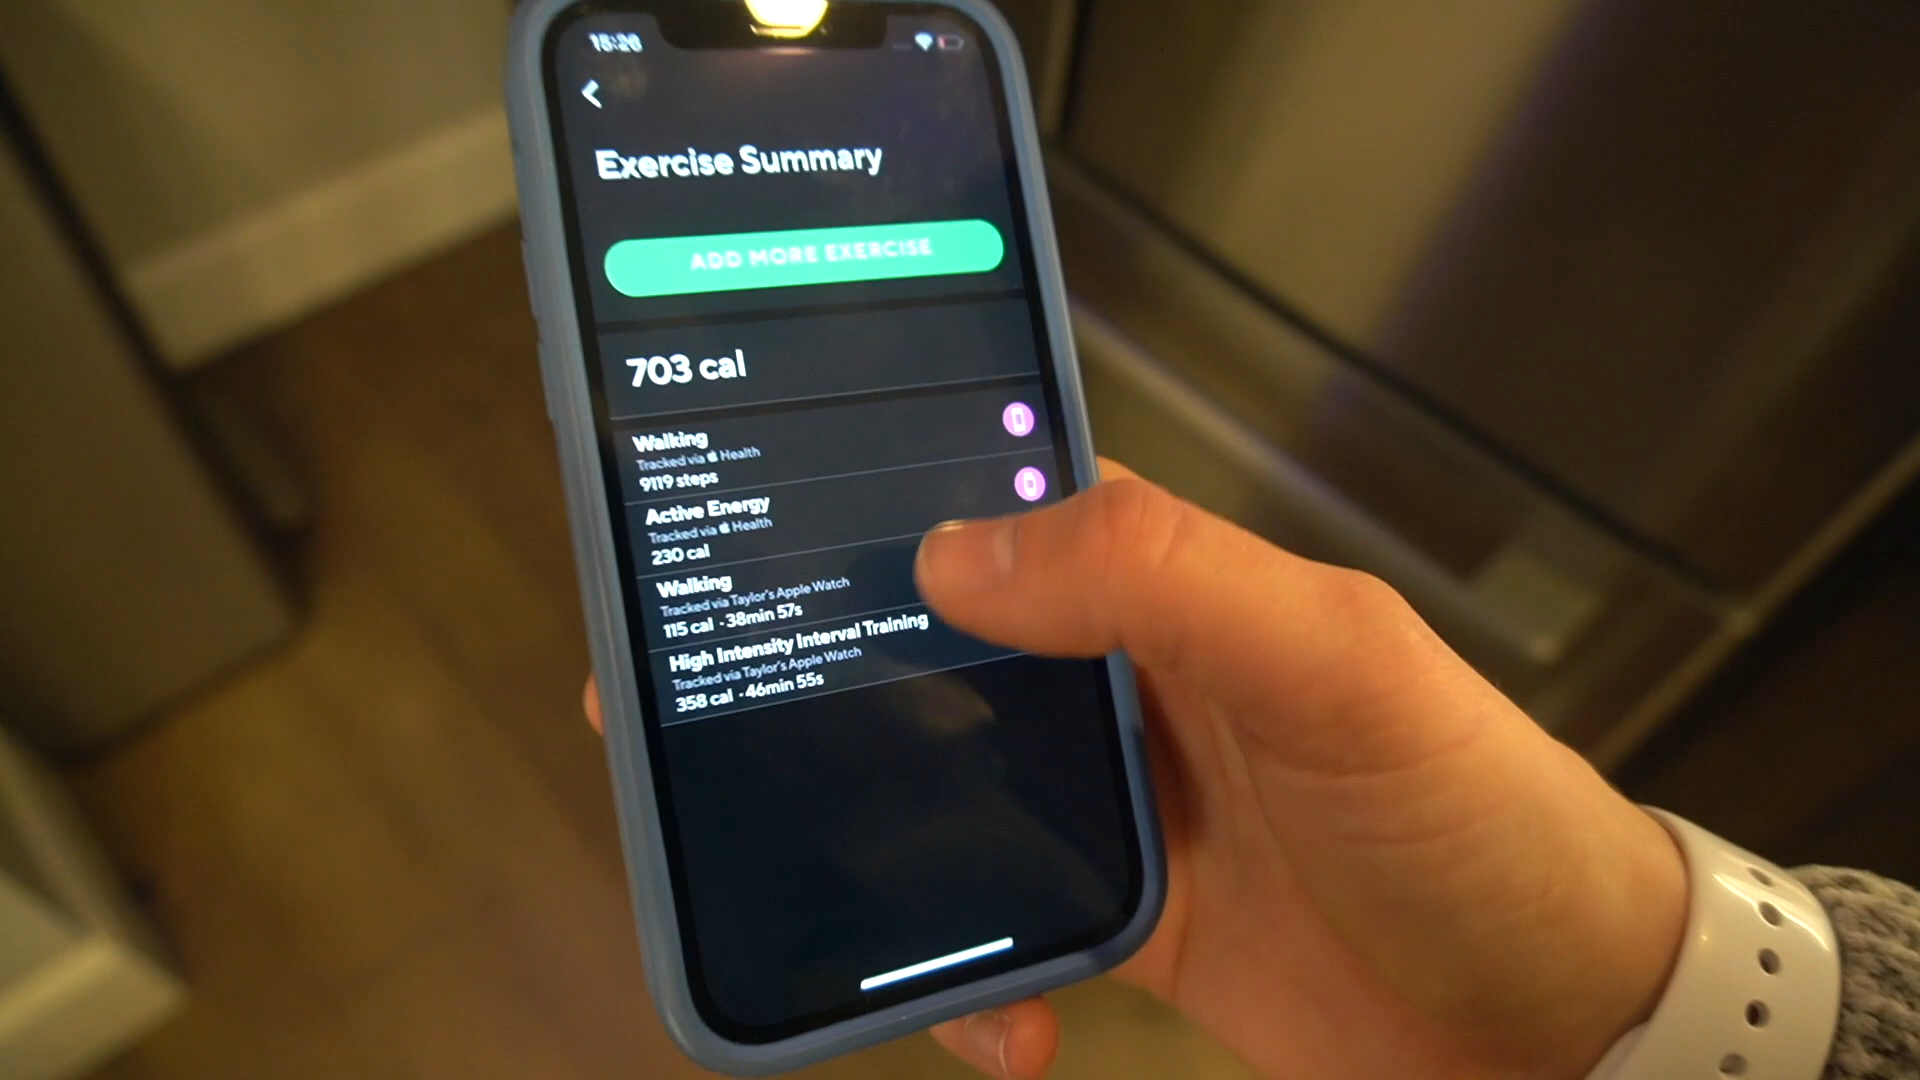 15:26
Exercise Summary
ADD MORE EXERCISE
703 cal
Walking
Tracked via Health
9119 steps
Active Energy
Tracked via Health
230 cal
Walking
Tracked via Taylor's Apple Watch
115 cal · 38min 57s
High Intensity Interval Training
Tracked via Taylor's Apple Watch
358 cal · 46min 55s